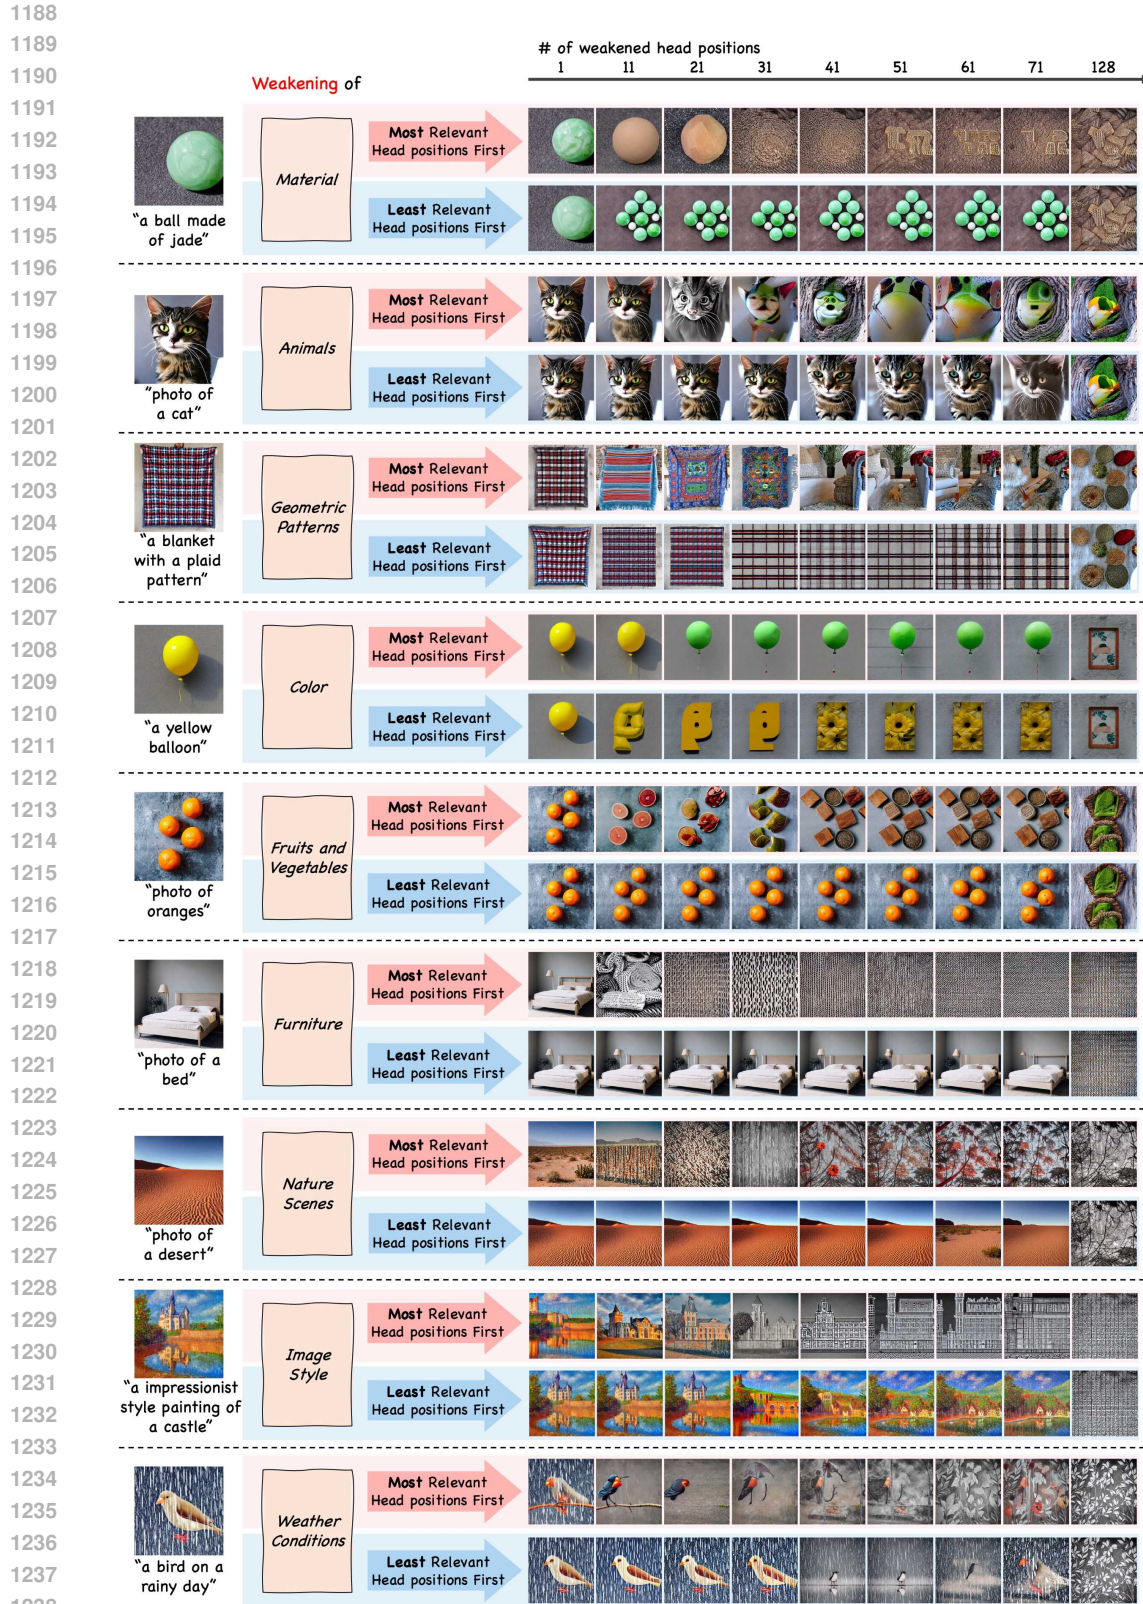 1188
1189
# of weakened head positions
1190
1 11 21 31 41 51 61 71 128
Weakening of
1191
1192
1193
1194
1195
Most Relevant
Head positions First
Material
Least Relevant
Head positions First
"a ball made
of jade"
1196
1197
1198
1199
1200
1201
Most Relevant
Head positions First
Animals
Least Relevant
Head positions First
"photo of
a cat"
1202
1203
1204
1205
1206
Most Relevant
Head positions First
Geometric
Patterns
Least Relevant
Head positions First
"a blanket
with a plaid
pattern"
1207
1208
1209
1210
1211
Most Relevant
Head positions First
Color
Least Relevant
Head positions First
"a yellow
balloon"
1212
1213
1214
1215
1216
1217
Most Relevant
Head positions First
Fruits and
Vegetables
Least Relevant
Head positions First
"photo of
oranges"
1218
1219
1220
1221
1222
Most Relevant
Head positions First
Furniture
Least Relevant
Head positions First
"photo of a
bed"
1223
1224
1225
1226
1227
Most Relevant
Head positions First
Nature
Scenes
Least Relevant
Head positions First
"photo of
a desert"
1228
1229
1230
1231
1232
1233
Most Relevant
Head positions First
Image
Style
Least Relevant
Head positions First
"a impressionist
style painting of
a castle"
1234
1235
1236
1237
Most Relevant
Head positions First
Weather
Conditions
Least Relevant
Head positions First
"a bird on a
rainy day"